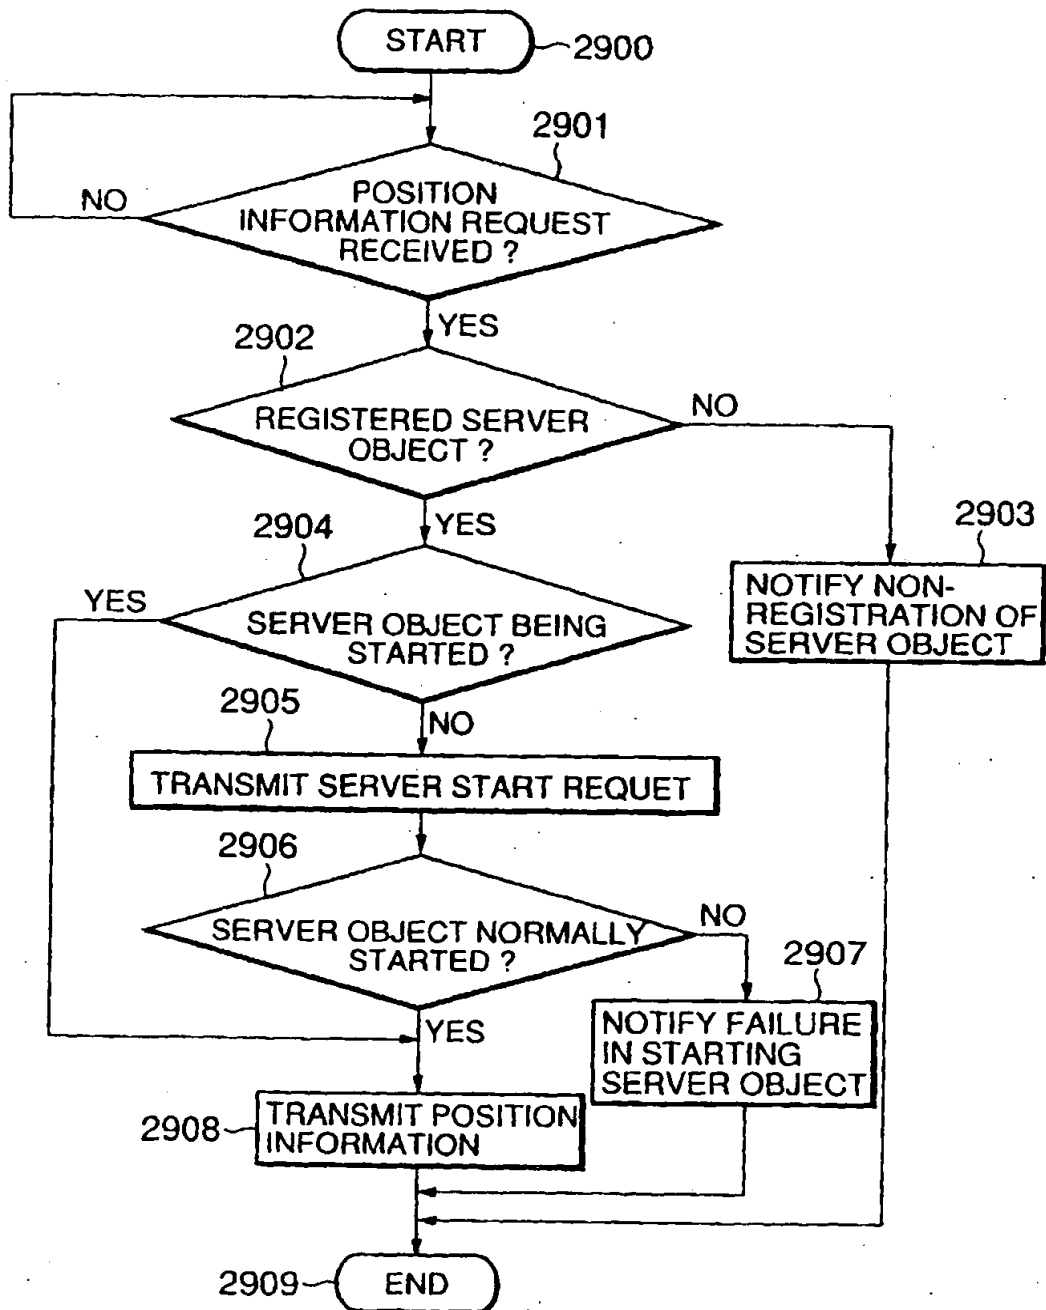 START
2900
2901
POSITION
INFORMATION REQUEST
RECEIVED ?
NO
YES
2902
REGISTERED SERVER
OBJECT ?
NO
YES
2903
NOTIFY NON-
REGISTRATION OF
SERVER OBJECT
2904
SERVER OBJECT BEING
STARTED ?
YES
NO
2905
TRANSMIT SERVER START REQUET
2906
SERVER OBJECT NORMALLY
STARTED ?
NO
YES
2907
NOTIFY FAILURE
IN STARTING
SERVER OBJECT
2908
TRANSMIT POSITION
INFORMATION
2909
END